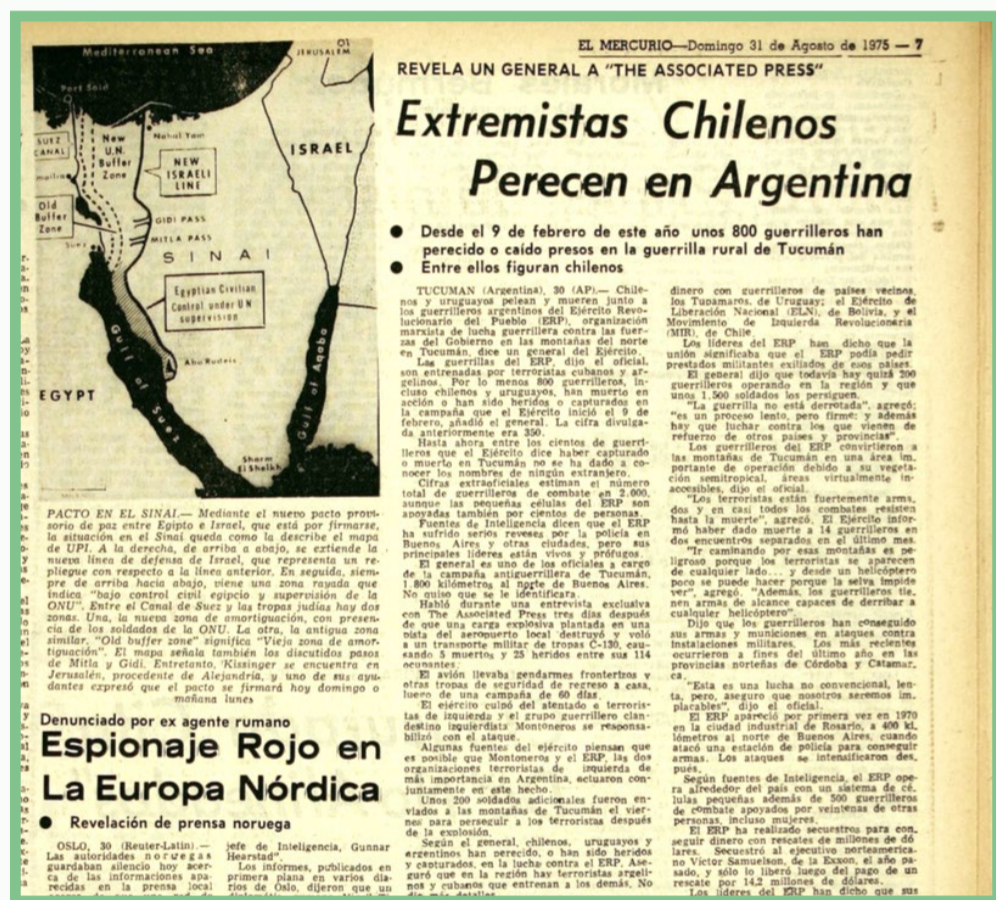 EL MERCURIO—Domingo 31 de Agosto de 1975 — 7
Mediterranean Sea
JERUSALEM
Port Said
SUEZ
CANAL
New
U.N.
Buffer
Zone
Nahal Yam
NEW
ISRAELI
LINE
ISRAEL
Old
Buffer
Zone
GIDI PASS
MITLA PASS
Suez
SINAI
Egyptian Civilian
Control under UN
supervision
Abu Rudeis
EGYPT
Gulf of Suez
Gulf of Aqaba
Sharm
El Sheikh
PACTO EN EL SINAI.— Mediante el nuevo pacto provi-
sorio de paz entre Egipto e Israel, que está por firmarse,
la situación en el Sinaí queda como la describe el mapa
de UPI. A la derecha, de arriba a abajo, se extiende la
nueva línea de defensa de Israel, que representa un re-
pliegue con respecto a la línea anterior. En seguida, siem-
pre de arriba hacia abajo, viene una zona rayada que
indica "bajo control civil egipcio y supervisión de la
ONU". Entre el Canal de Suez y las tropas judías hay dos
zonas. Una, la nueva zona de amortiguación, con presen-
cia de los soldados de la ONU. La otra, la antigua zona
similar, "Old buffer zone" significa "Vieja zona de amor-
tiguación". El mapa señala también los discutidos pasos
de Mitla y Gidi. Entretanto, Kissinger se encuentra en
Jerusalén, procedente de Alejandría, y uno de sus ayu-
dantes expresó que el pacto se firmará hoy domingo o
mañana lunes
Denunciado por ex agente rumano
Espionaje Rojo en
La Europa Nórdica
● Revelación de prensa noruega
OSLO, 30 (Reuter-Latin).—
Las autoridades noruegas
guardaban silencio hoy acer-
ca de las informaciones apa-
recidas en la prensa local
jefe de Inteligencia, Gunnar
Hearstad".
Los informes, publicados en
primera plana en varios dia-
rios de Oslo, dijeron que un
REVELA UN GENERAL A "THE ASSOCIATED PRESS"
Extremistas Chilenos
Perecen en Argentina
● Desde el 9 de febrero de este año unos 800 guerrilleros han
perecido o caído presos en la guerrilla rural de Tucumán
● Entre ellos figuran chilenos
TUCUMAN (Argentina), 30 (AP).— Chile-
nos y uruguayos pelean y mueren junto a
los guerrilleros argentinos del Ejército Revo-
lucionario del Pueblo (ERP), organización
marxista de lucha guerrillera contra las fuer-
zas del Gobierno en las montañas del norte
en Tucumán, dice un general del Ejército.
Las guerrillas del ERP, dijo el oficial,
son entrenadas por terroristas cubanos y ar-
gelinos. Por lo menos 800 guerrilleros, in-
cluso chilenos y uruguayos, han muerto en
acción o han sido heridos o capturados en
la campaña que el Ejército inició el 9 de
febrero, añadió el general. La cifra divulga-
da anteriormente era 350.
Hasta ahora entre los cientos de guerri-
lleros que el Ejército dice haber capturado
o muerto en Tucumán no se ha dado a co-
nocer los nombres de ningún extranjero.
Cifras extraoficiales estiman el número
total de guerrilleros de combate en 2.000,
aunque las pequeñas células del ERP son
apoyadas también por cientos de personas.
Fuentes de Inteligencia dicen que el ERP
ha sufrido serios reveses por la policía en
Buenos Aires y otras ciudades, pero sus
principales líderes están vivos y prófugos.
El general es uno de los oficiales a cargo
de la campaña antiguerrillera de Tucumán,
1.800 kilómetros al norte de Buenos Aires.
No quiso que se le identificara.
Habló durante una entrevista exclusiva
con The Associated Press tres días después
de que una carga explosiva plantada en una
pista del aeropuerto local destruyó y voló
a un transporte militar de tropas C-130, cau-
sando 5 muertos y 25 heridos entre sus 114
ocupantes.
El avión llevaba gendarmes fronterizos y
otras tropas de seguridad de regreso a casa,
luego de una campaña de 60 días.
El ejército culpó del atentado a terroris-
tas de izquierda y el grupo guerrillero clan-
destino izquierdista Montoneros se responsa-
bilizó con el ataque.
Algunas fuentes del ejército piensan que
es posible que Montoneros y el ERP, las dos
organizaciones terroristas de izquierda de
más importancia en Argentina, actuaron con-
juntamente en este hecho.
Unos 200 soldados adicionales fueron en-
viados a las montañas de Tucumán el vier-
nes para perseguir a los terroristas después
de la explosión.
Según el general, chilenos, uruguayos y
argentinos han perecido, o han sido heridos
y capturados, en la lucha contra el ERP. Ase-
guró que en la región hay terroristas argeli-
nos y cubanos que entrenan a los demás. No
dinero con guerrilleros de países vecinos,
los Tupamaros, de Uruguay; el Ejército de
Liberación Nacional (ELN), de Bolivia, y el
Movimiento de Izquierda Revolucionaria
(MIR), de Chile.
Los líderes del ERP han dicho que la
unión significaba que el ERP podía pedir
prestados militantes exiliados de esos países.
El general dijo que todavía hay quizá 200
guerrilleros operando en la región y que
unos 1.500 soldados los persiguen.
"La guerrilla no está derrotada", agregó;
"es un proceso lento, pero firme; y además
hay que luchar contra los que vienen de
refuerzo de otros países y provincias".
Los guerrilleros del ERP convirtieron a
las montañas de Tucumán en una área im.
portante de operación debido a su vegeta-
ción semitropical, áreas virtualmente in-
accesibles, dijo el oficial.
"Los terroristas están fuertemente arma.
dos y en casi todos los combates resisten
hasta la muerte", agregó. El Ejército infor-
mó haber dado muerte a 14 guerrilleros en
dos encuentros separados en el último mes.
"Ir caminando por esas montañas es pe-
ligroso porque los terroristas se aparecen
de cualquier lado... y desde un helicóptero
poco se puede hacer porque la selva impide
ver", agregó. "Además, los guerrilleros tie.
nen armas de alcance capaces de derribar a
cualquier helicóptero".
Dijo que los guerrilleros han conseguido
sus armas y municiones en ataques contra
instalaciones militares. Los más recientes
ocurrieron a fines del último año en las
provincias norteñas de Córdoba y Catamar.
ca.
"Esta es una lucha no convencional, len-
ta, pero, aseguro que nosotros seremos im.
placables", dijo el oficial.
El ERP apareció por primera vez en 1970
en la ciudad industrial de Rosario, a 400 ki.
lómetros al norte de Buenos Aires, cuando
atacó una estación de policía para conseguir
armas. Los ataques se intensificaron des.
pués.
Según fuentes de Inteligencia, el ERP ope-
ra alrededor del país con un sistema de cé.
lulas pequeñas además de 500 guerrilleros
de combate apoyados por veintenas de otras
personas, incluso mujeres.
El ERP ha realizado secuestros para con.
seguir dinero con rescates de millones de dó
lares. Secuestró al ejecutivo norteamerica-
no Víctor Samuelson, de la Exxon, el año pa-
sado, y sólo lo liberó luego del pago de un
rescate por 14,2 millones de dólares.
Los líderes del ERP han dicho que sus